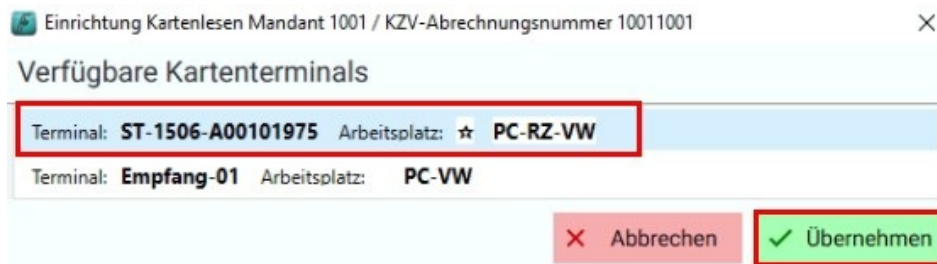 Einrichtung Kartenlesen Mandant 1001 / KZV-Abrechnungsnummer 10011001
Verfügbare Kartenterminals
Terminal: ST-1506-A00101975 Arbeitsplatz: ☆ PC-RZ-VW
Terminal: Empfang-01 Arbeitsplatz: PC-VW
Abbrechen Übernehmen